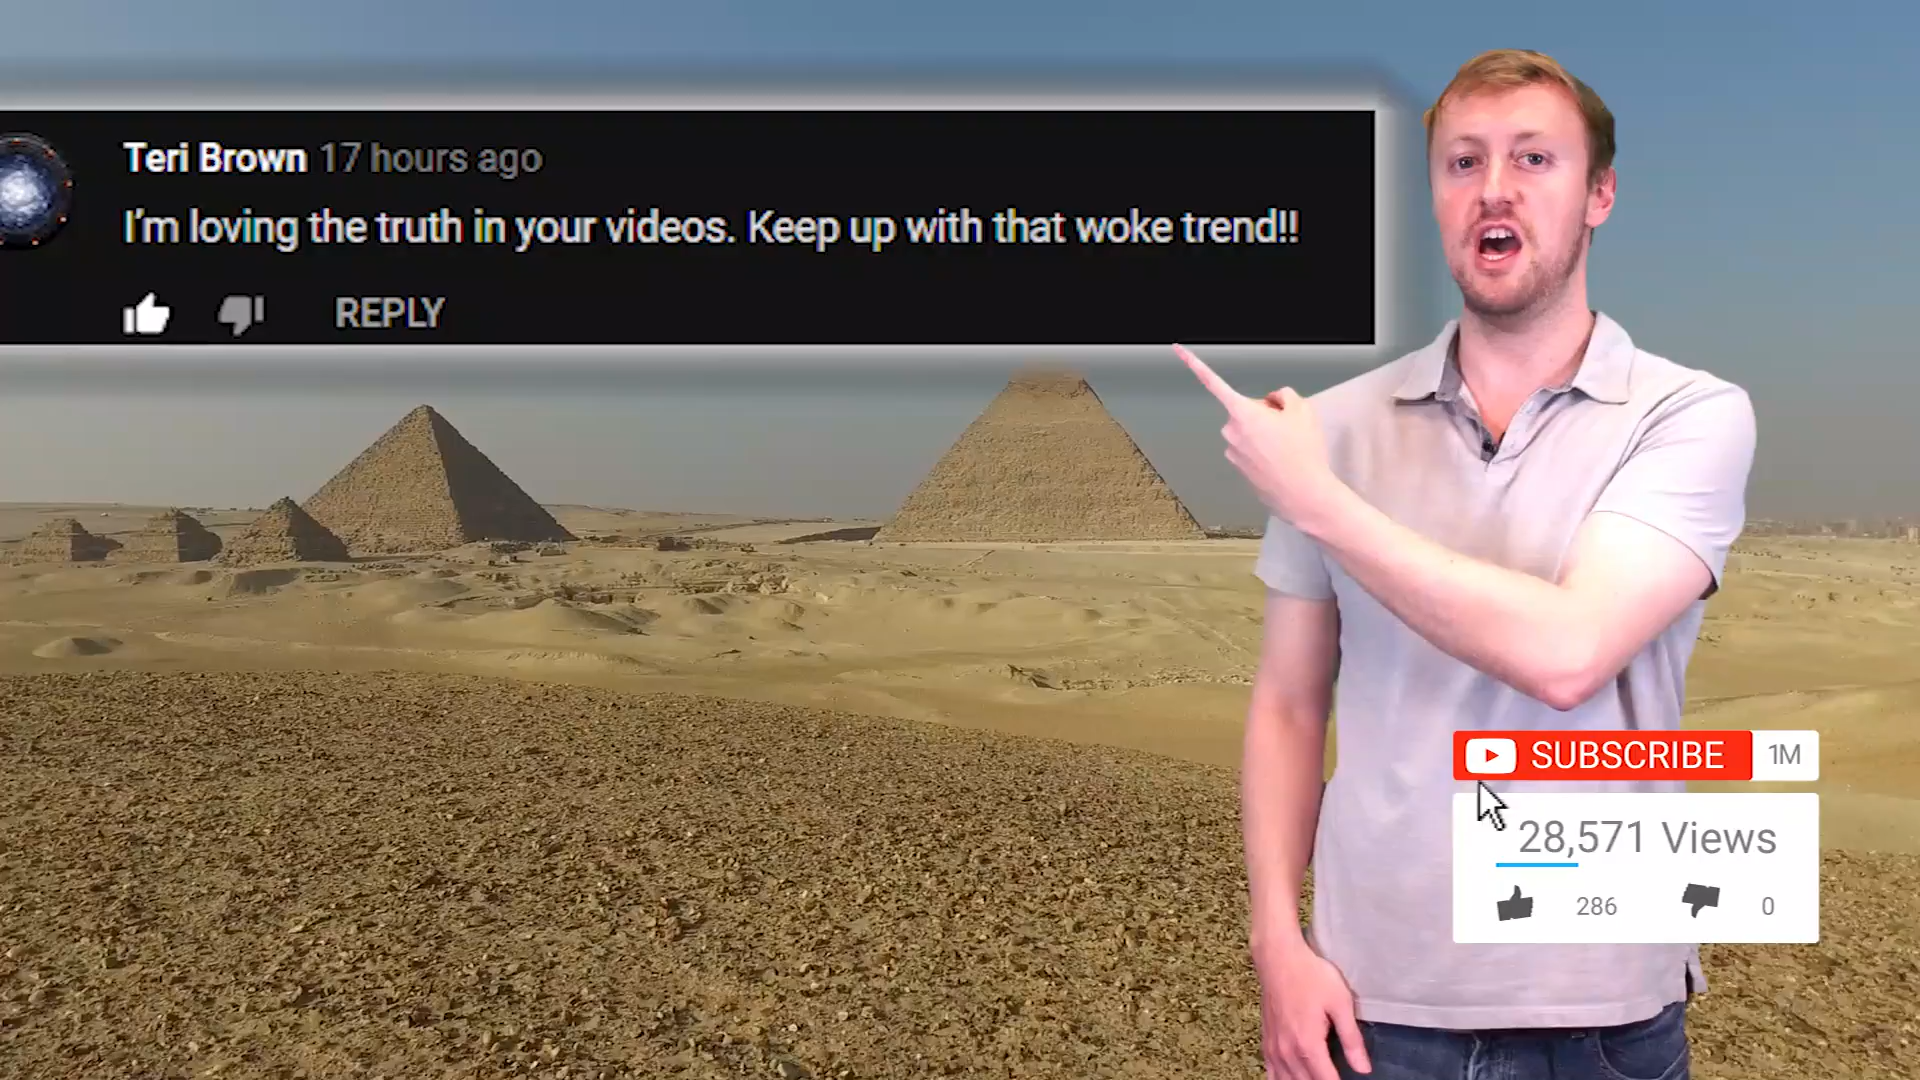 Teri Brown 17 hours ago
I'm loving the truth in your videos. Keep up with that woke trend!!
REPLY
SUBSCRIBE 1M
28,571 Views
286 0